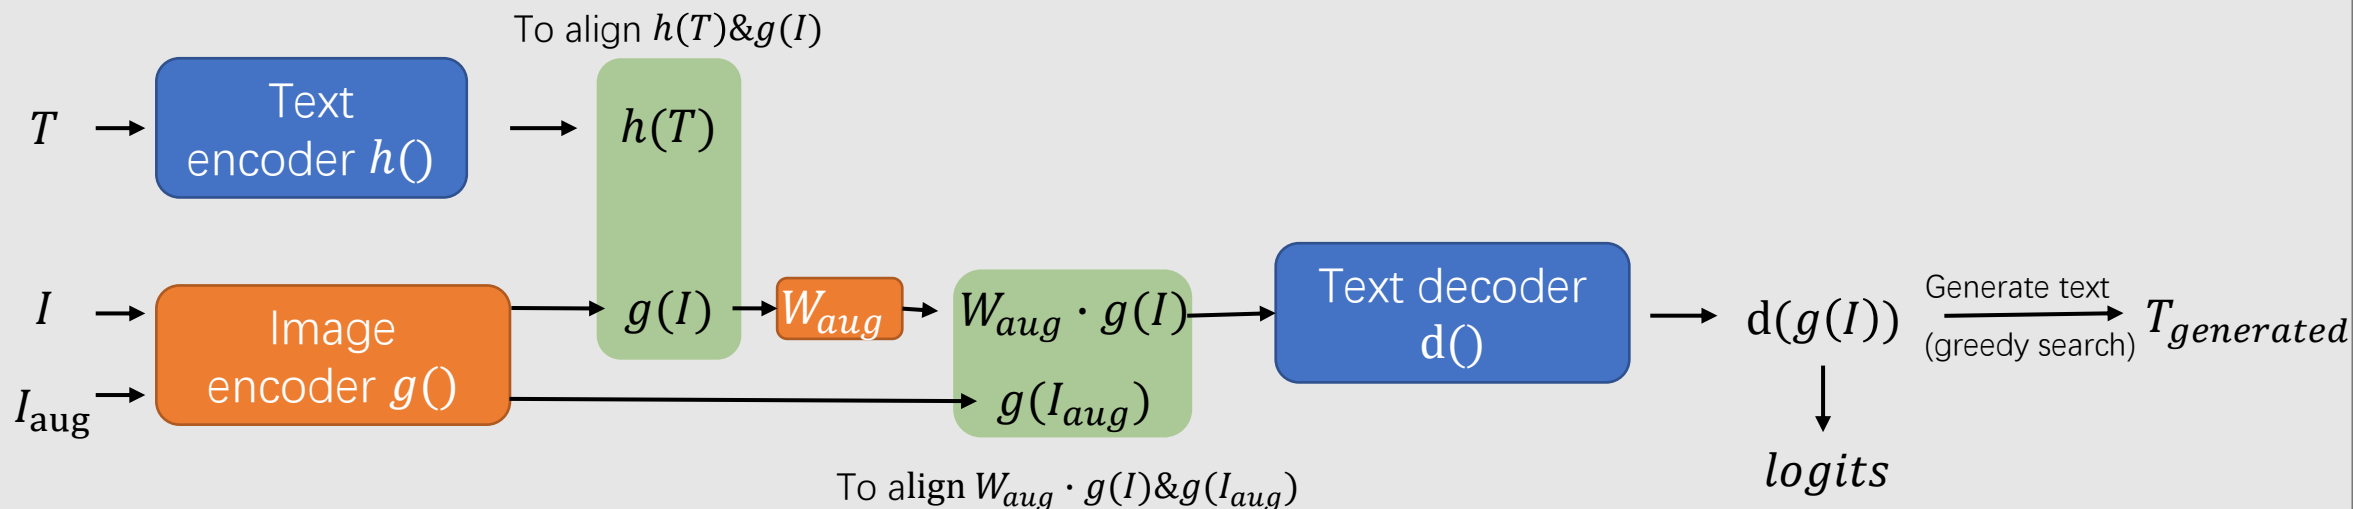 To align h(T)&g(I)
T
Text
encoder h()
h(T)
I
Image
encoder g()
I_aug
g(I)
W_aug
W_aug · g(I)
g(I_aug)
To align W_aug · g(I)&g(I_aug)
Text decoder
d()
d(g(I))
Generate text
(greedy search)
T_generated
logits